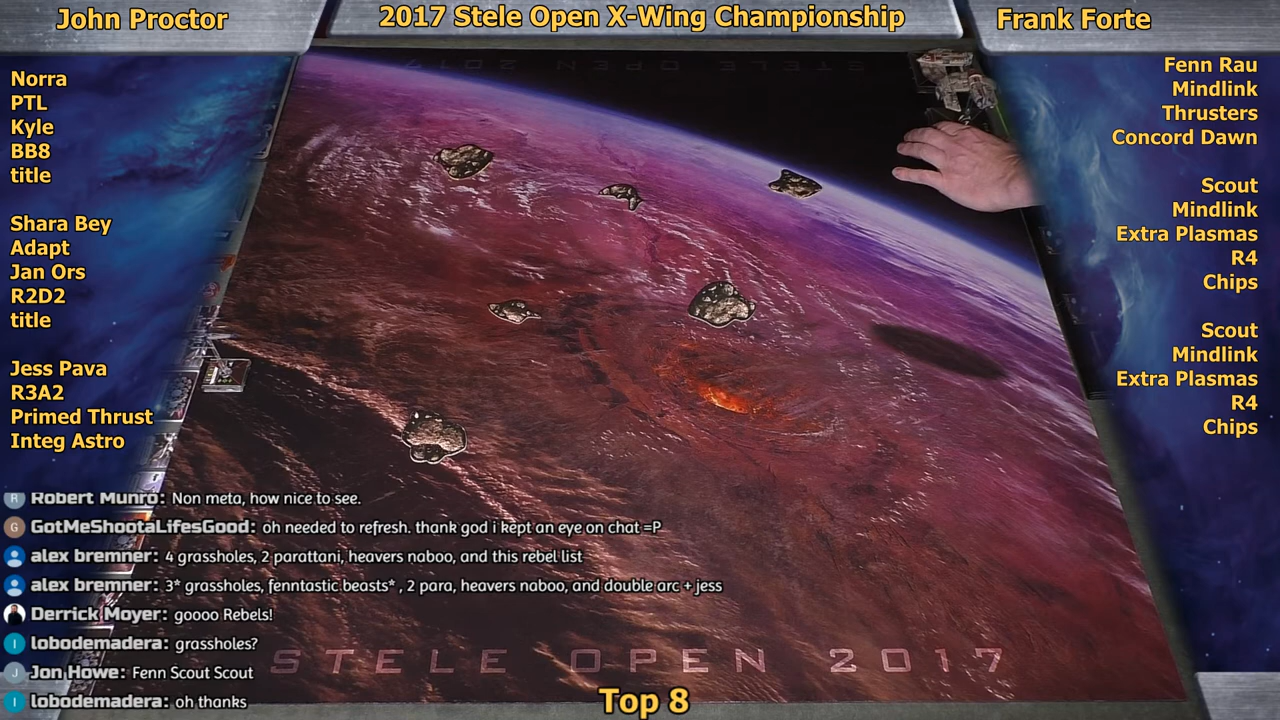 John Proctor
2017 Stele Open X-Wing Championship
Frank Forte
Norra
PTL
Kyle
BB8
title
Shara Bey
Adapt
Jan Ors
R2D2
title
Jess Pava
R3A2
Primed Thrust
Integ Astro
Fenn Rau
Mindlink
Thrusters
Concord Dawn
Scout
Mindlink
Extra Plasmas
R4
Chips
Scout
Mindlink
Extra Plasmas
R4
Chips
STELE OPEN 2017
R Robert Munro: Non meta, how nice to see.
G GotMeShootaLifesGood: oh needed to refresh. thank god i kept an eye on chat =P
alex bremner: 4 grassholes, 2 parattani, heavers naboo, and this rebel list
alex bremner: 3* grassholes, fenntastic beasts* , 2 para, heavers naboo, and double arc + jess
Derrick Moyer: goooo Rebels!
l lobodemadera: grassholes?
J Jon Howe: Fenn Scout Scout
l lobodemadera: oh thanks
STELE OPEN 2017
Top 8